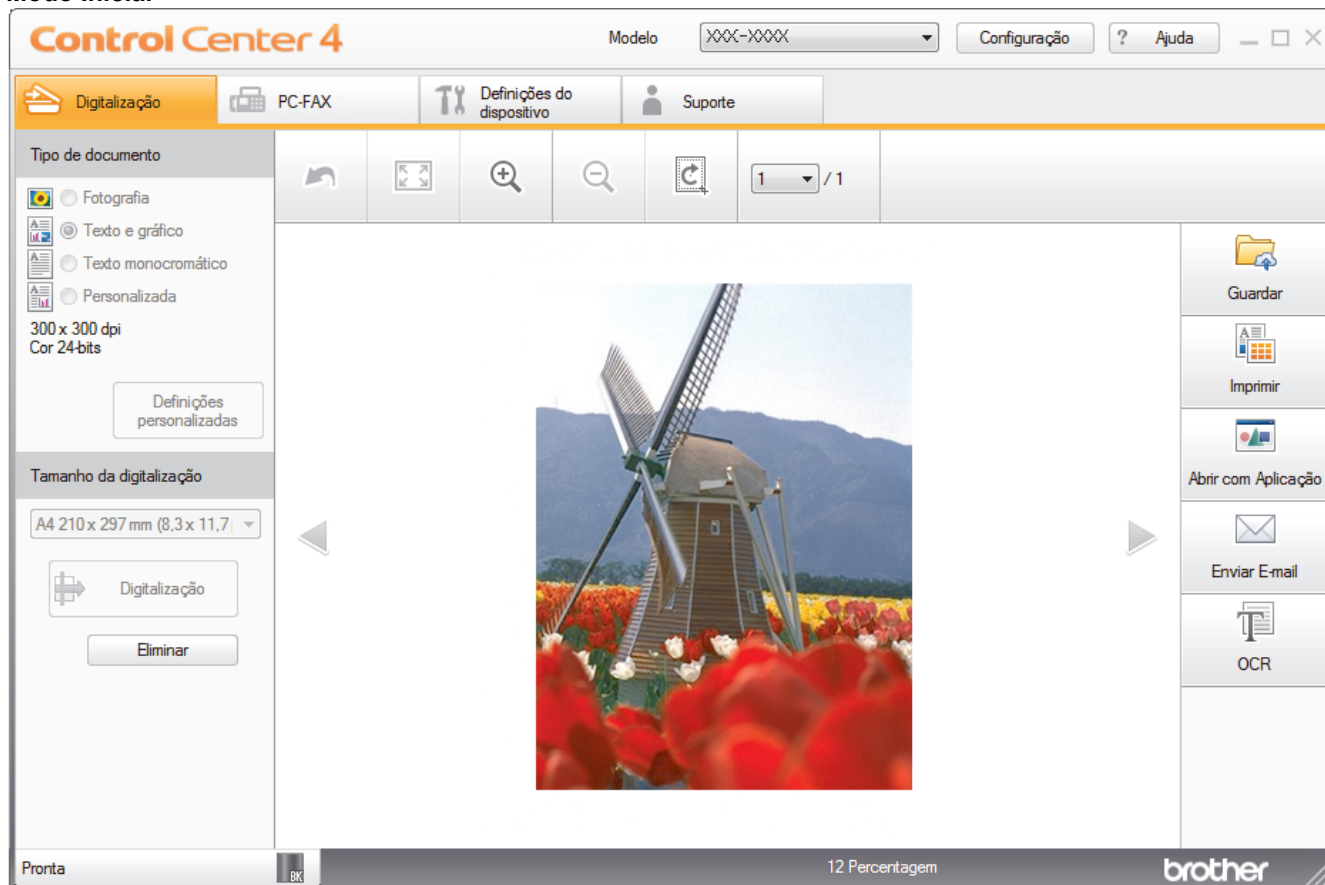 Control Center 4
Modelo
XXX-XXXX
Configuração
? Ajuda
Digitalização
PC-FAX
Definições do
dispositivo
Suporte
Tipo de documento
Fotografia
Texto e gráfico
Texto monocromático
Personalizada
300 x 300 dpi
Cor 24-bits
Definições
personalizadas
Tamanho da digitalização
A4 210 x 297 mm (8,3 x 11,7
Digitalização
Eliminar
1 / 1
Guardar
Imprimir
Abrir com Aplicação
Enviar E-mail
OCR
Pronta
BK
12 Percentagem
brother